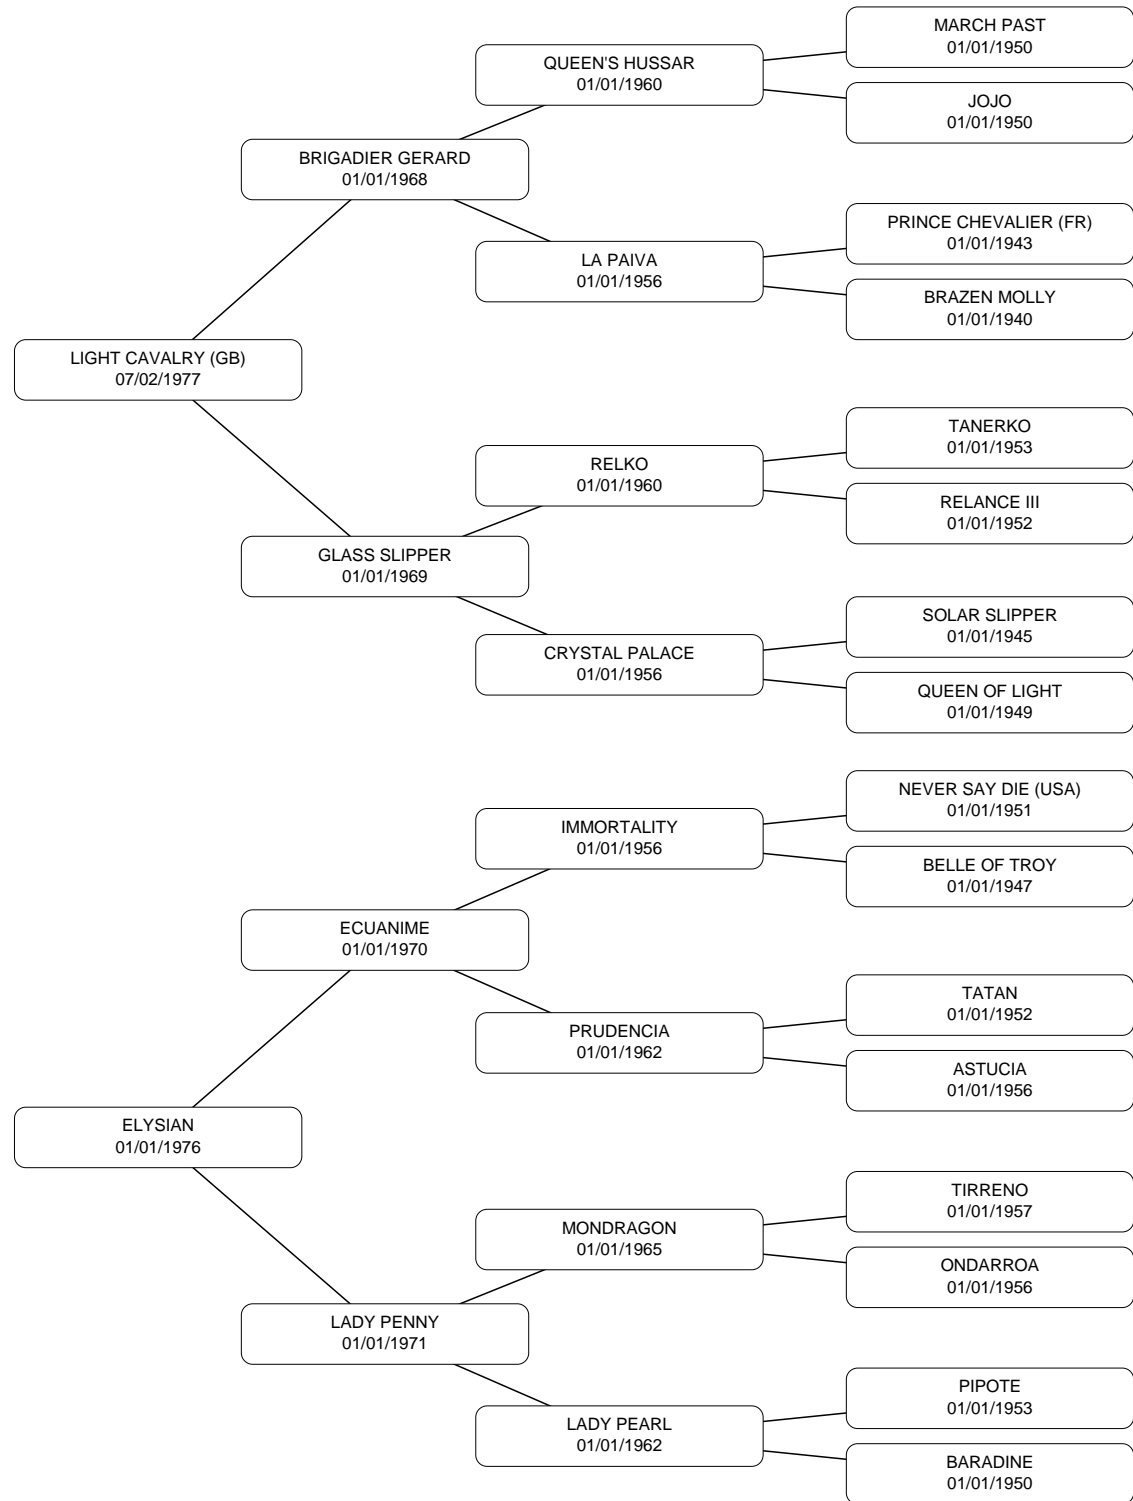 MARCH PAST
01/01/1950
QUEEN'S HUSSAR
01/01/1960
JOJO
01/01/1950
BRIGADIER GERARD
01/01/1968
PRINCE CHEVALIER (FR)
01/01/1943
LA PAIVA
01/01/1956
BRAZEN MOLLY
01/01/1940
LIGHT CAVALRY (GB)
07/02/1977
TANERKO
01/01/1953
RELKO
01/01/1960
RELANCE III
01/01/1952
GLASS SLIPPER
01/01/1969
SOLAR SLIPPER
01/01/1945
CRYSTAL PALACE
01/01/1956
QUEEN OF LIGHT
01/01/1949
NEVER SAY DIE (USA)
01/01/1951
IMMORTALITY
01/01/1956
BELLE OF TROY
01/01/1947
ECUANIME
01/01/1970
TATAN
01/01/1952
PRUDENCIA
01/01/1962
ASTUCIA
01/01/1956
ELYSIAN
01/01/1976
TIRRENO
01/01/1957
MONDRAGON
01/01/1965
ONDARROA
01/01/1956
LADY PENNY
01/01/1971
PIPOTE
01/01/1953
LADY PEARL
01/01/1962
BARADINE
01/01/1950